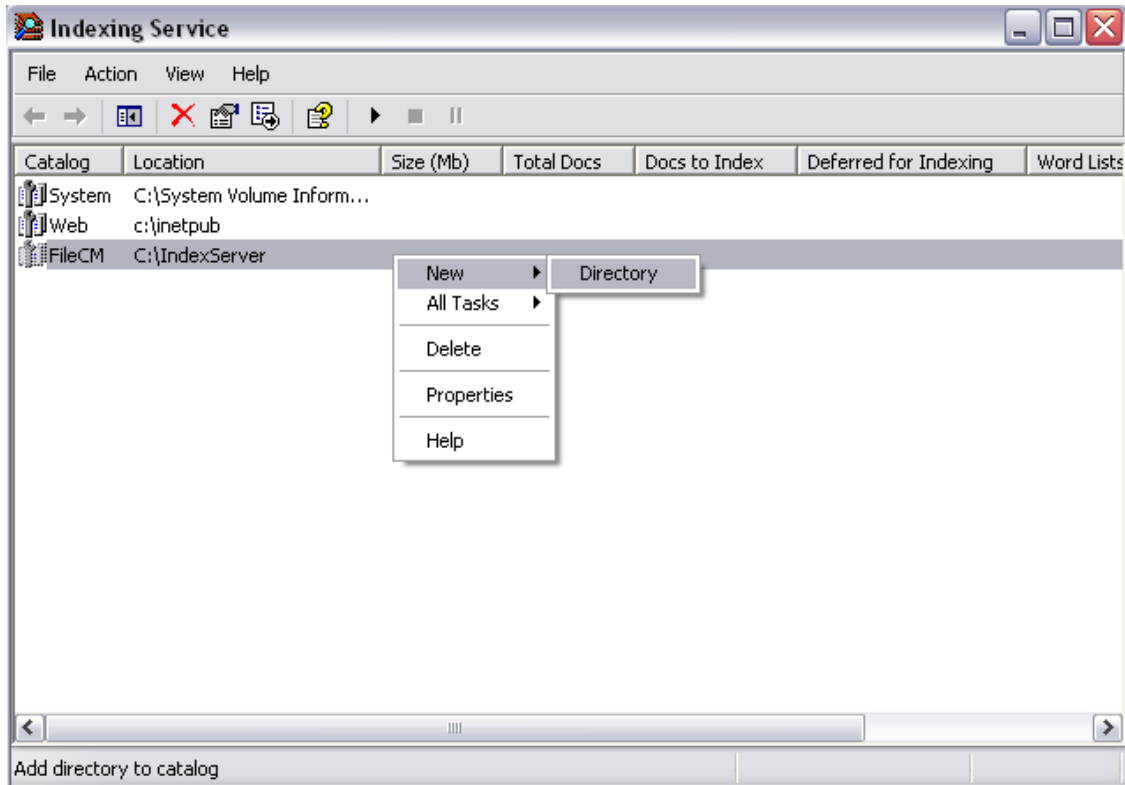 Indexing Service
File Action View Help
Catalog Location Size (Mb) Total Docs Docs to Index Deferred for Indexing Word Lists
System C:\System Volume Inform...
Web c:\inetpub
FileCM C:\IndexServer
New Directory
All Tasks
Delete
Properties
Help
Add directory to catalog